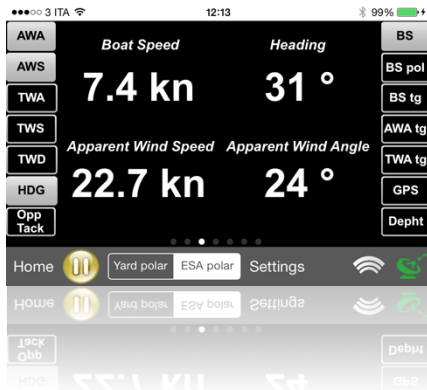 3 ITA 12:13 99%
AWA
AWS
TWA
TWS
TWD
HDG
Opp
Tack
Boat Speed
7.4 kn
Heading
31 °
Apparent Wind Speed
22.7 kn
Apparent Wind Angle
24 °
BS
BS pol
BS tg
AWA tg
TWA tg
GPS
Depht
Home Yard polar ESA polar Settings